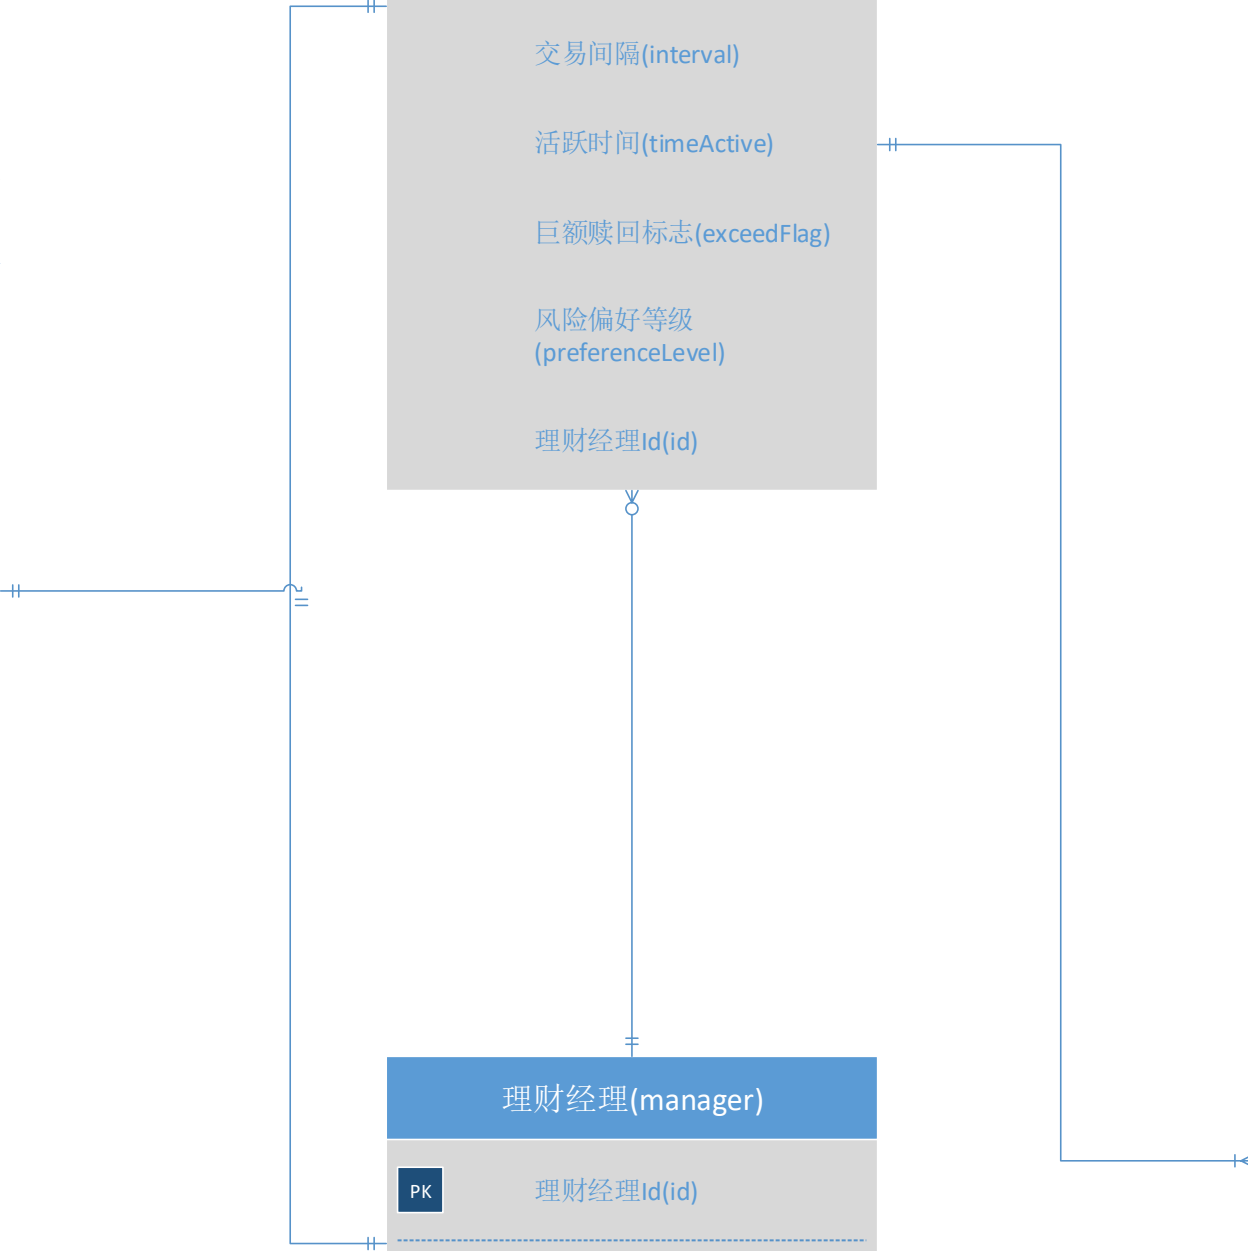 交易间隔(interval)
活跃时间(timeActive)
巨额赎回标志(exceedFlag)
风险偏好等级
(preferenceLevel)
理财经理Id(id)
理财经理(manager)
PK
理财经理Id(id)